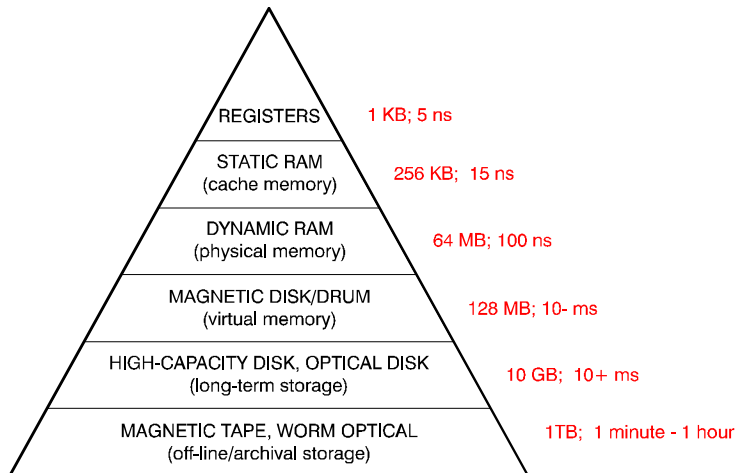 REGISTERS 1 KB; 5 ns
STATIC RAM
(cache memory) 256 KB; 15 ns
DYNAMIC RAM
(physical memory) 64 MB; 100 ns
MAGNETIC DISK/DRUM
(virtual memory) 128 MB; 10- ms
HIGH-CAPACITY DISK, OPTICAL DISK
(long-term storage) 10 GB; 10+ ms
MAGNETIC TAPE, WORM OPTICAL
(off-line/archival storage) 1TB; 1 minute - 1 hour